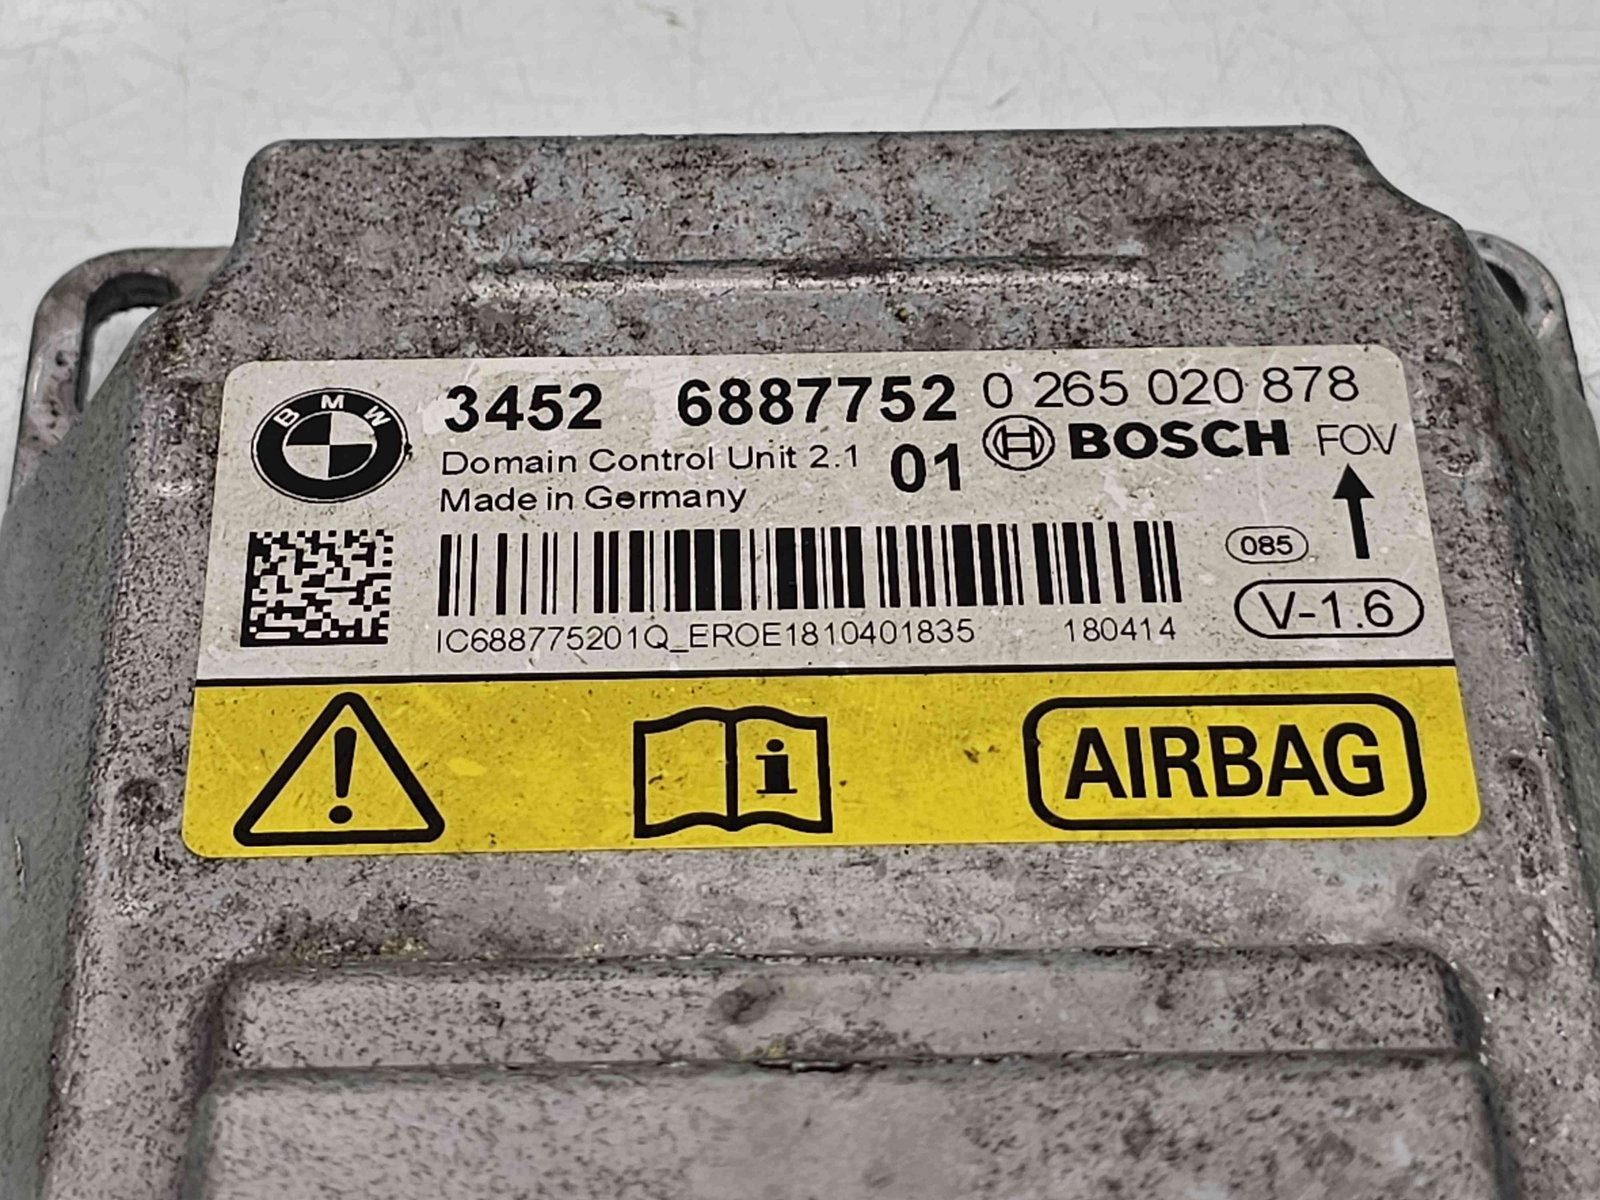 BMW
3452 6887752
Domain Control Unit 2.1 01
Made in Germany
0 265 020 878
BOSCH FOV
085
V-1.6
IC688775201Q_EROE1810401835 180414
! i AIRBAG